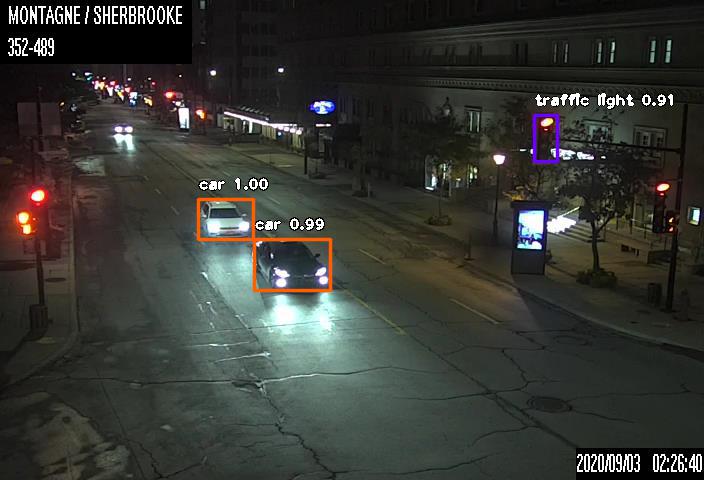 MONTAGNE / SHERBROOKE
352-489
traffic light 0.91
car 1.00
car 0.99
2020/09/03 02:26:40